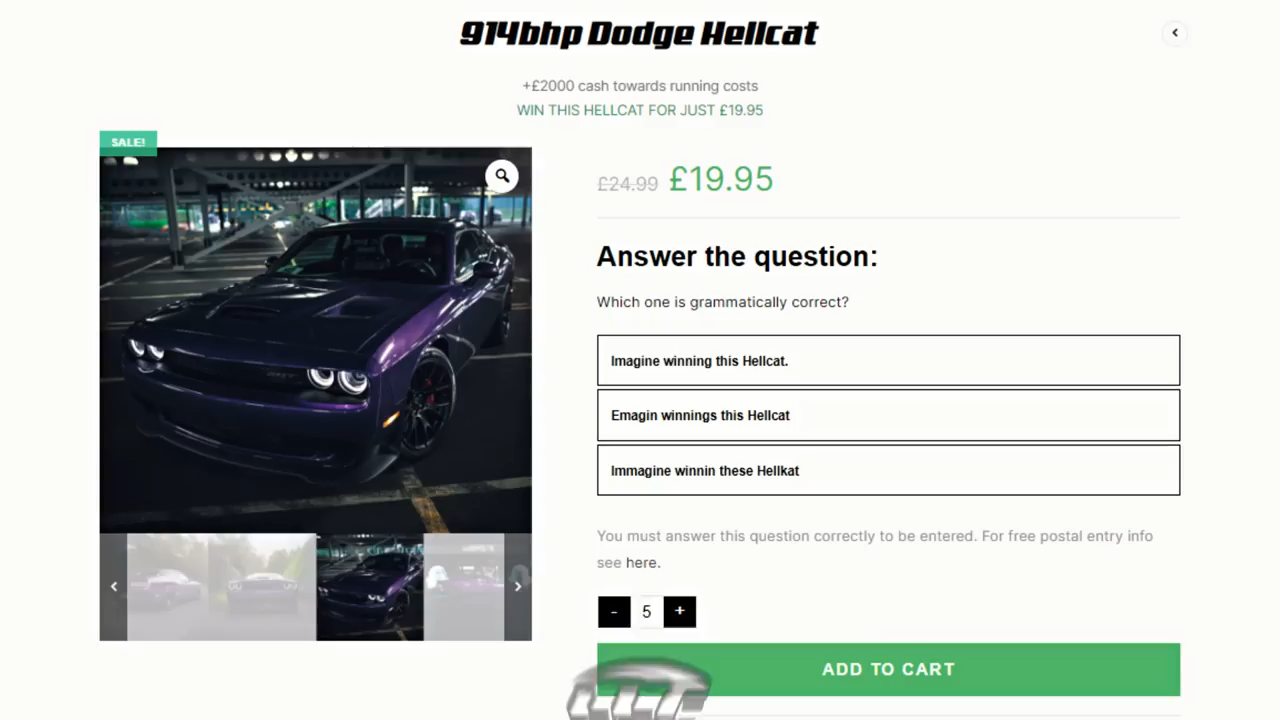 914bhp Dodge Hellcat
+£2000 cash towards running costs
WIN THIS HELLCAT FOR JUST £19.95
SALE!
£24.99 £19.95
Answer the question:
Which one is grammatically correct?
Imagine winning this Hellcat.
Emagin winnings this Hellcat
Immagine winnin these Hellkat
You must answer this question correctly to be entered. For free postal entry info
see here.
- 5 +
ADD TO CART